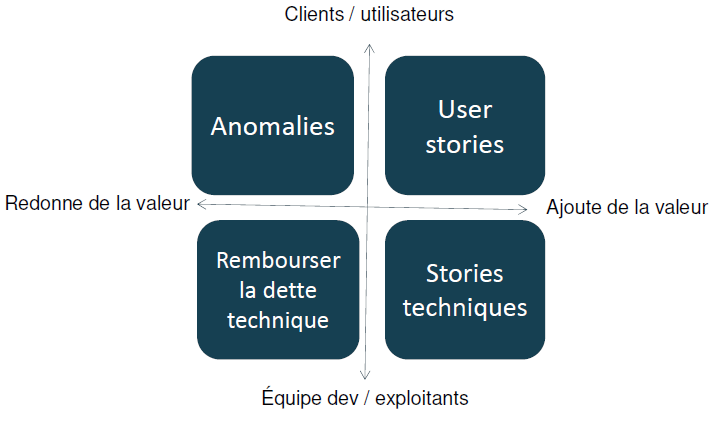 Clients / utilisateurs
Anomalies
User
stories
Redonne de la valeur
Ajoute de la valeur
Rembourser
la dette
technique
Stories
techniques
Équipe dev / exploitants